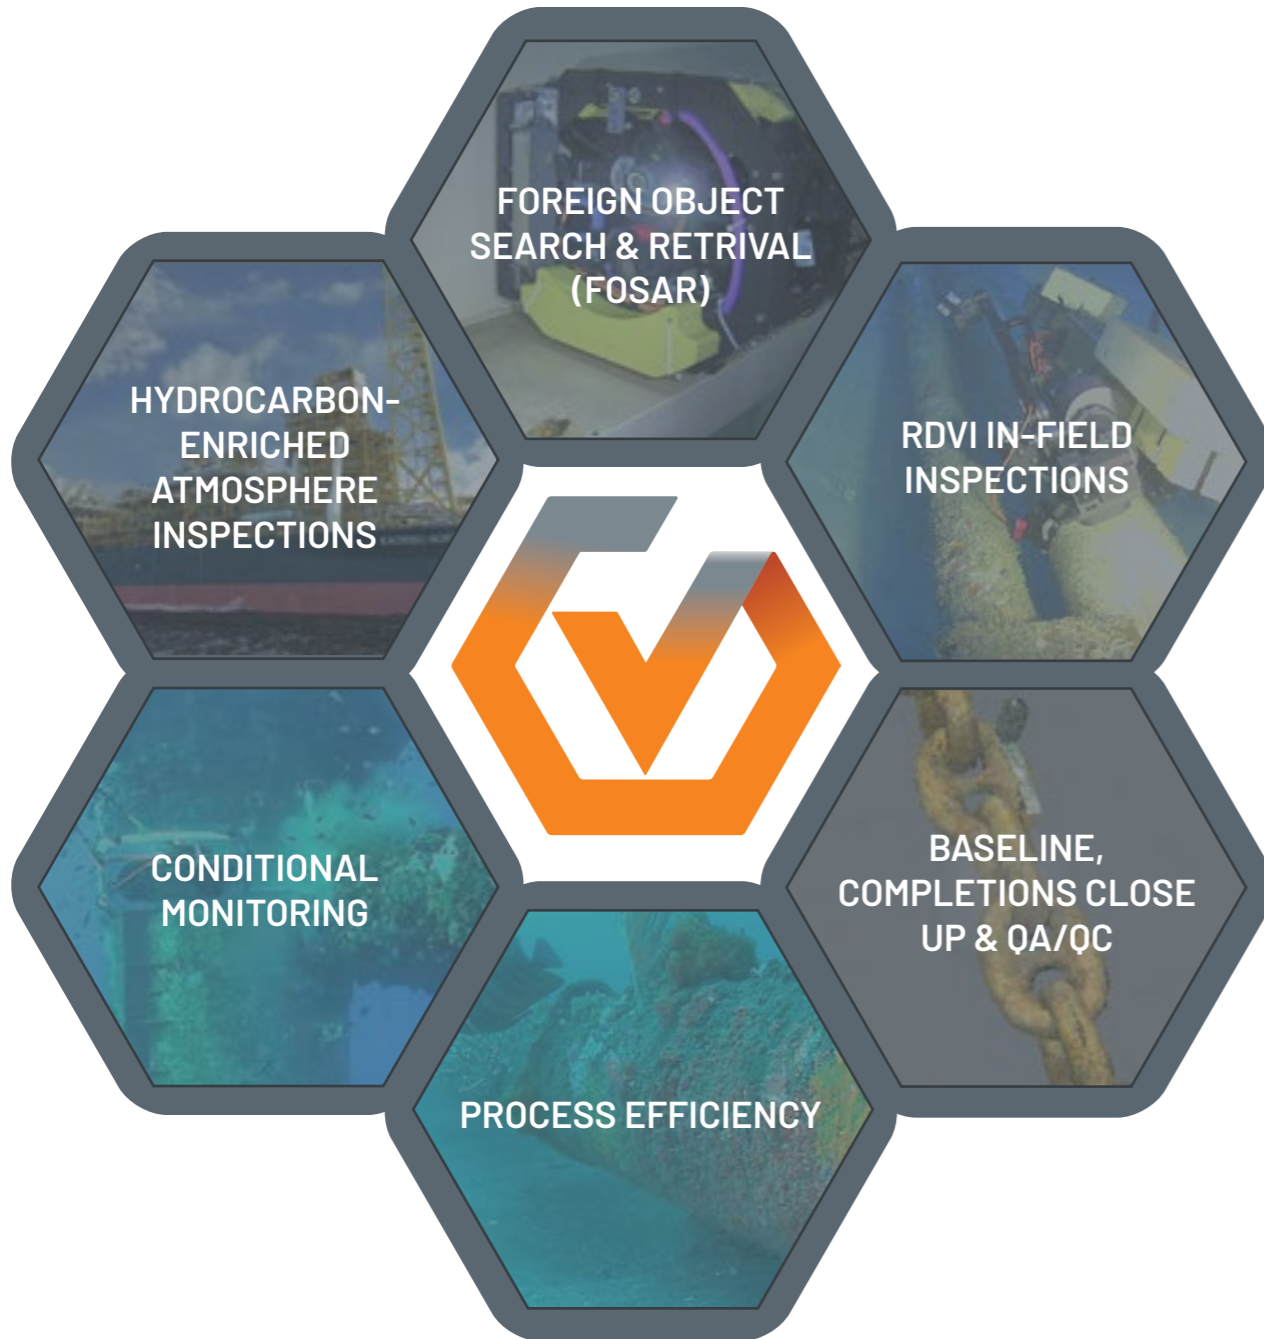 FOREIGN OBJECT
SEARCH & RETRIVAL
(FOSAR)
HYDROCARBON-
ENRICHED
ATMOSPHERE
INSPECTIONS
RDVI IN-FIELD
INSPECTIONS
CONDITIONAL
MONITORING
BASELINE,
COMPLETIONS CLOSE
UP & QA/QC
PROCESS EFFICIENCY